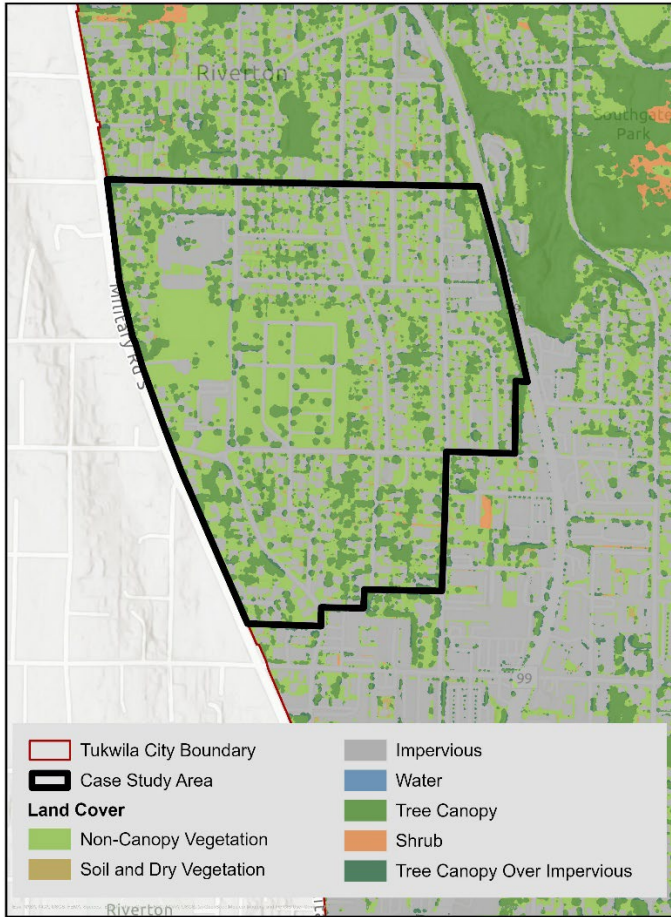 Riverton
Southgate
Park
Military Rd S
99
Tukwila City Boundary
Case Study Area
Land Cover
Non-Canopy Vegetation
Soil and Dry Vegetation
Impervious
Water
Tree Canopy
Shrub
Tree Canopy Over Impervious
Riverton